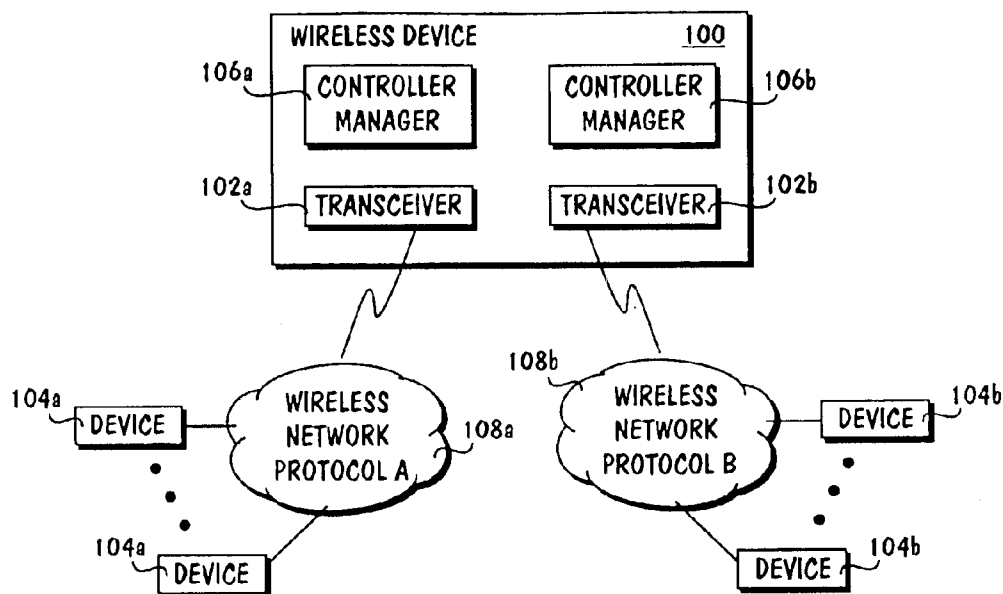 WIRELESS DEVICE 100
106a CONTROLLER MANAGER
CONTROLLER MANAGER 106b
102a TRANSCEIVER
TRANSCEIVER 102b
WIRELESS
NETWORK
PROTOCOL A
108a
108b
WIRELESS
NETWORK
PROTOCOL B
104a
DEVICE
104b
DEVICE
104a
DEVICE
104b
DEVICE